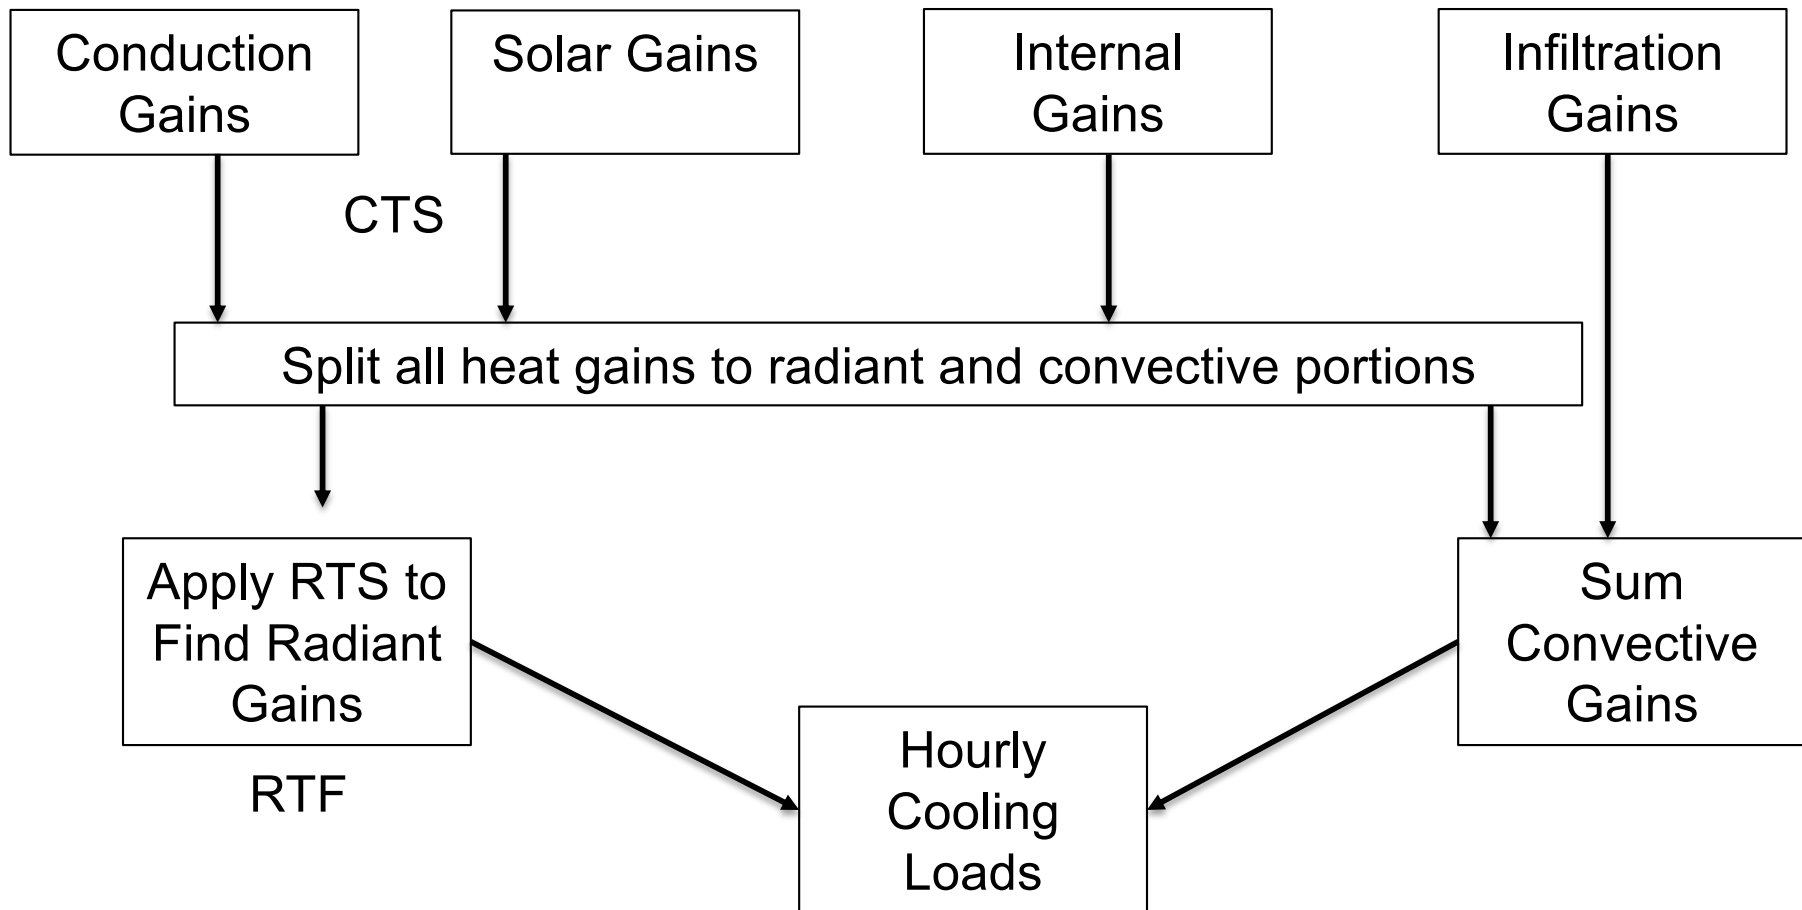 Conduction
Gains
Solar Gains
Internal
Gains
Infiltration
Gains
CTS
Split all heat gains to radiant and convective portions
Apply RTS to
Find Radiant
Gains
RTF
Sum
Convective
Gains
Hourly
Cooling
Loads